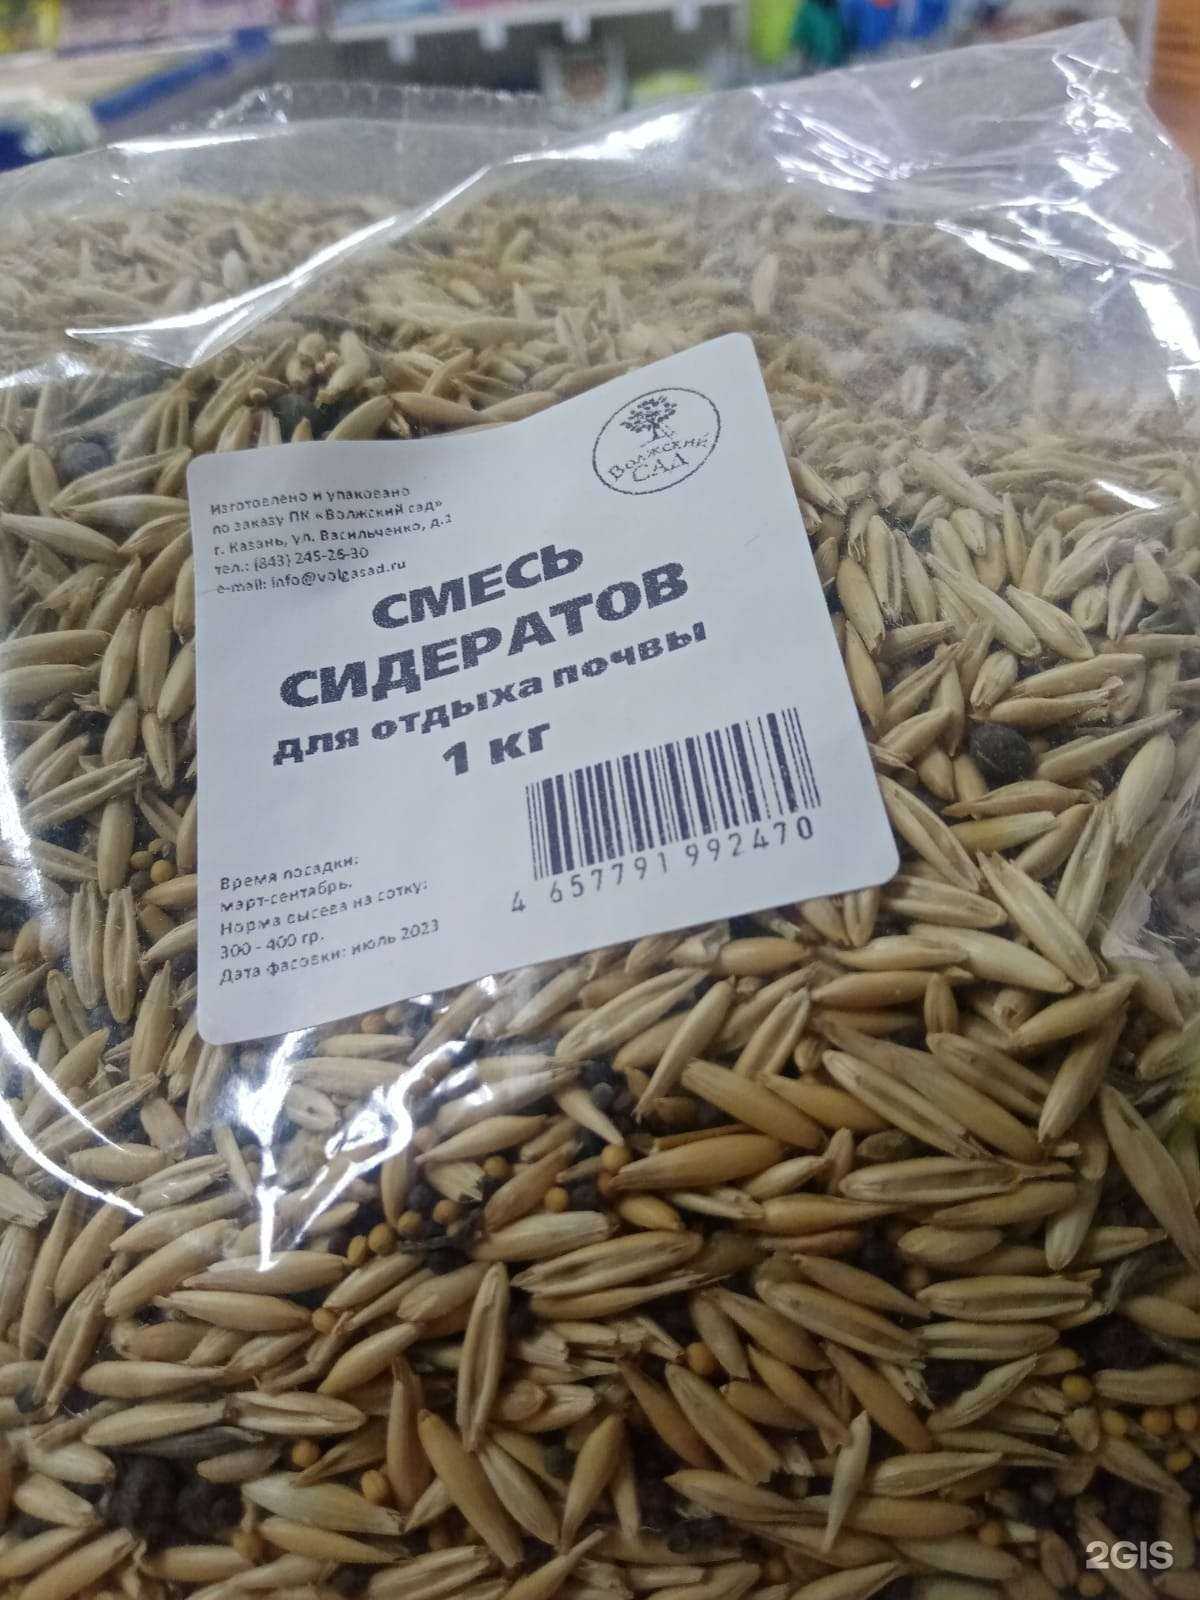 Волжский
САД
Изготовлено и упаковано
по заказу ПК «Волжский сад»
г. Казань, ул. Васильченко, д.1
тел.: (843) 245-26-30
e-mail: info@volgasad.ru
СМЕСЬ
СИДЕРАТОВ
для отдыха почвы
1 кг
4 657791 992470
Время посадки:
март-сентябрь.
Норма высева на сотку:
300 - 400 гр.
Дата фасовки: июль 2023
2GIS